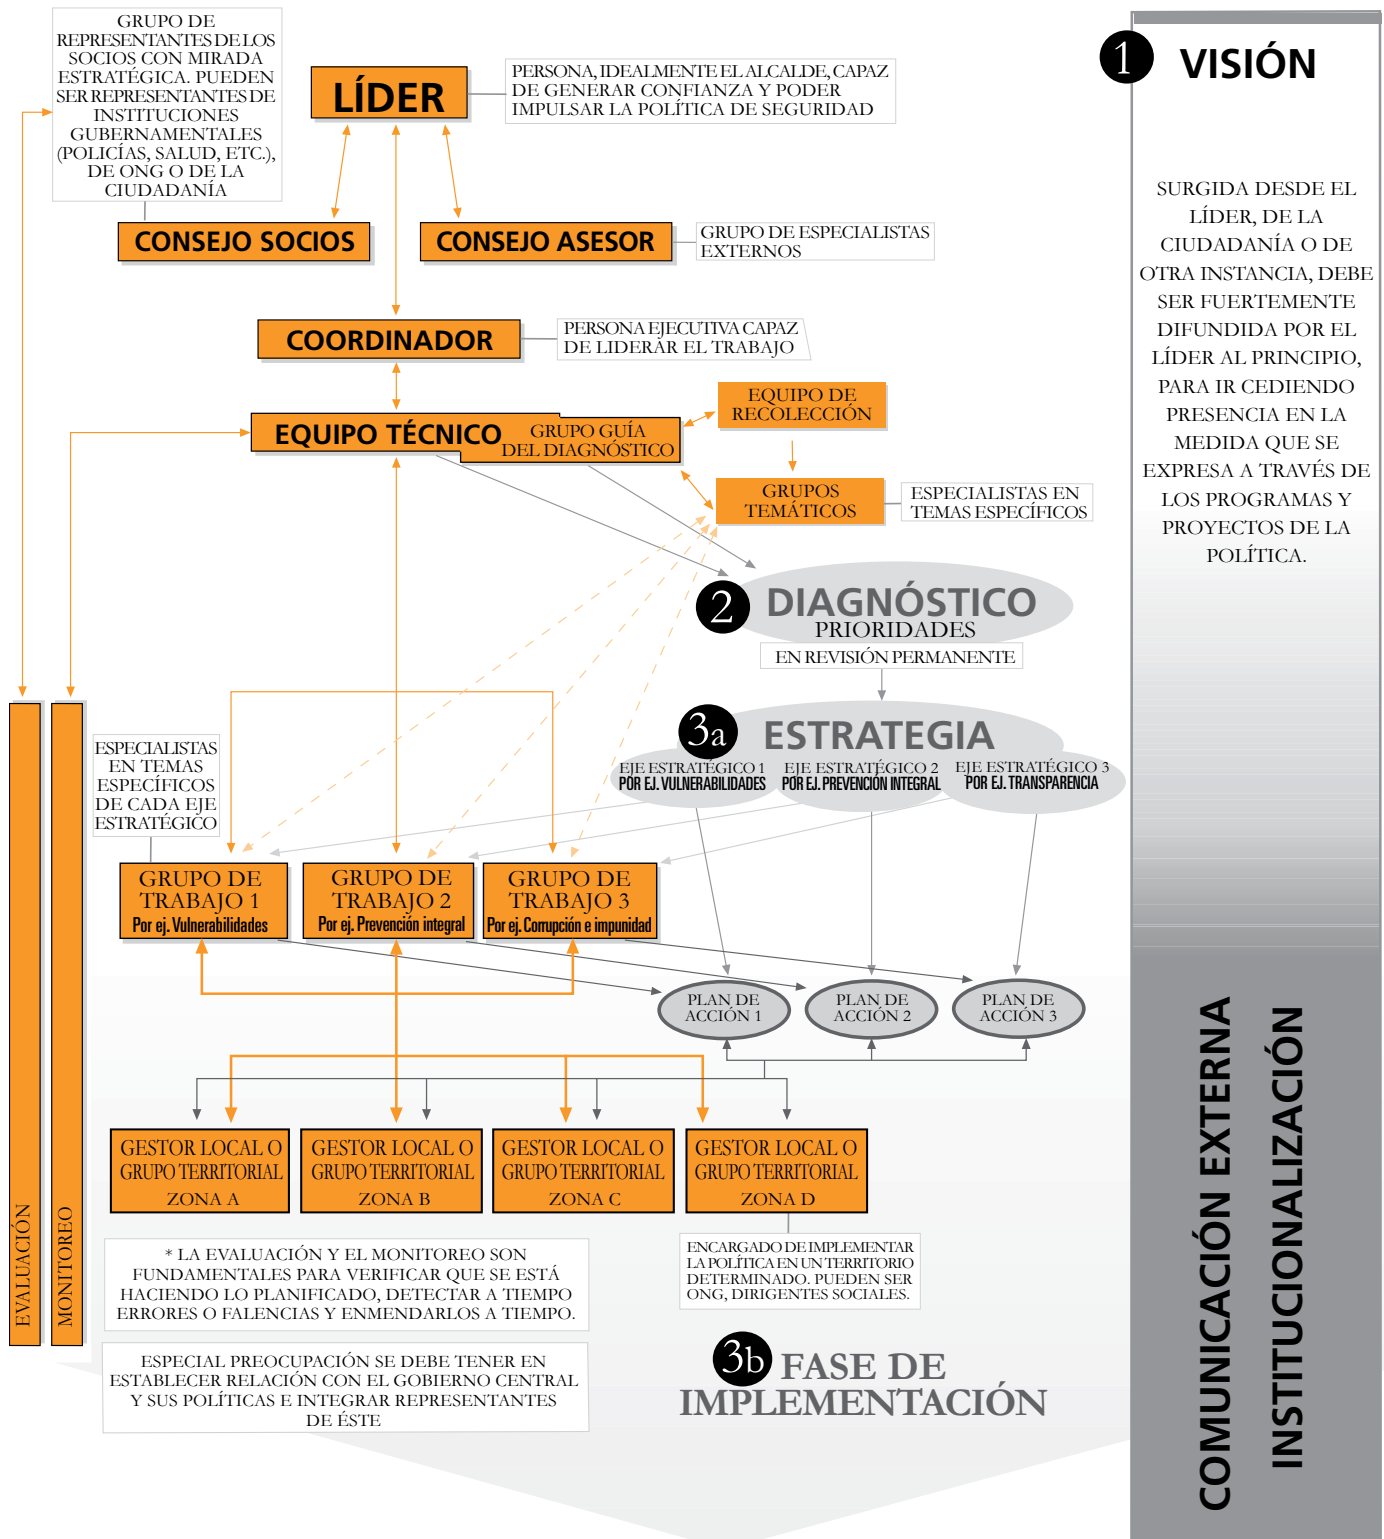 GRUPO DE
REPRESENTANTES DE LOS
SOCIOS CON MIRADA
ESTRATÉGICA. PUEDEN
SER REPRESENTANTES DE
INSTITUCIONES
GUBERNAMENTALES
(POLICÍAS, SALUD, ETC.),
DE ONG O DE LA
CIUDADANÍA
LÍDER
PERSONA, IDEALMENTE EL ALCALDE, CAPAZ
DE GENERAR CONFIANZA Y PODER
IMPULSAR LA POLÍTICA DE SEGURIDAD
CONSEJO SOCIOS
CONSEJO ASESOR
GRUPO DE ESPECIALISTAS
EXTERNOS
COORDINADOR
PERSONA EJECUTIVA CAPAZ
DE LIDERAR EL TRABAJO
EQUIPO TÉCNICO
GRUPO GUÍA
DEL DIAGNÓSTICO
EQUIPO DE
RECOLECCIÓN
GRUPOS
TEMÁTICOS
ESPECIALISTAS EN
TEMAS ESPECÍFICOS
2 DIAGNÓSTICO
PRIORIDADES
EN REVISIÓN PERMANENTE
3a ESTRATEGIA
EJE ESTRATÉGICO 1
POR EJ. VULNERABILIDADES
EJE ESTRATÉGICO 2
POR EJ. PREVENCIÓN INTEGRAL
EJE ESTRATÉGICO 3
POR EJ. TRANSPARENCIA
ESPECIALISTAS
EN TEMAS
ESPECÍFICOS
DE CADA EJE
ESTRATÉGICO
GRUPO DE
TRABAJO 1
Por ej. Vulnerabilidades
GRUPO DE
TRABAJO 2
Por ej. Prevención integral
GRUPO DE
TRABAJO 3
Por ej. Corrupción e impunidad
PLAN DE
ACCIÓN 1
PLAN DE
ACCIÓN 2
PLAN DE
ACCIÓN 3
GESTOR LOCAL O
GRUPO TERRITORIAL
ZONA A
GESTOR LOCAL O
GRUPO TERRITORIAL
ZONA B
GESTOR LOCAL O
GRUPO TERRITORIAL
ZONA C
GESTOR LOCAL O
GRUPO TERRITORIAL
ZONA D
EVALUACIÓN
MONITOREO
* LA EVALUACIÓN Y EL MONITOREO SON
FUNDAMENTALES PARA VERIFICAR QUE SE ESTÁ
HACIENDO LO PLANIFICADO, DETECTAR A TIEMPO
ERRORES O FALENCIAS Y ENMENDARLOS A TIEMPO.
ENCARGADO DE IMPLEMENTAR
LA POLÍTICA EN UN TERRITORIO
DETERMINADO. PUEDEN SER
ONG, DIRIGENTES SOCIALES.
ESPECIAL PREOCUPACIÓN SE DEBE TENER EN
ESTABLECER RELACIÓN CON EL GOBIERNO CENTRAL
Y SUS POLÍTICAS E INTEGRAR REPRESENTANTES
DE ÉSTE
3b FASE DE
IMPLEMENTACIÓN
1 VISIÓN
SURGIDA DESDE EL
LÍDER, DE LA
CIUDADANÍA O DE
OTRA INSTANCIA, DEBE
SER FUERTEMENTE
DIFUNDIDA POR EL
LÍDER AL PRINCIPIO,
PARA IR CEDIENDO
PRESENCIA EN LA
MEDIDA QUE SE
EXPRESA A TRAVÉS DE
LOS PROGRAMAS Y
PROYECTOS DE LA
POLÍTICA.
COMUNICACIÓN EXTERNA
INSTITUCIONALIZACIÓN